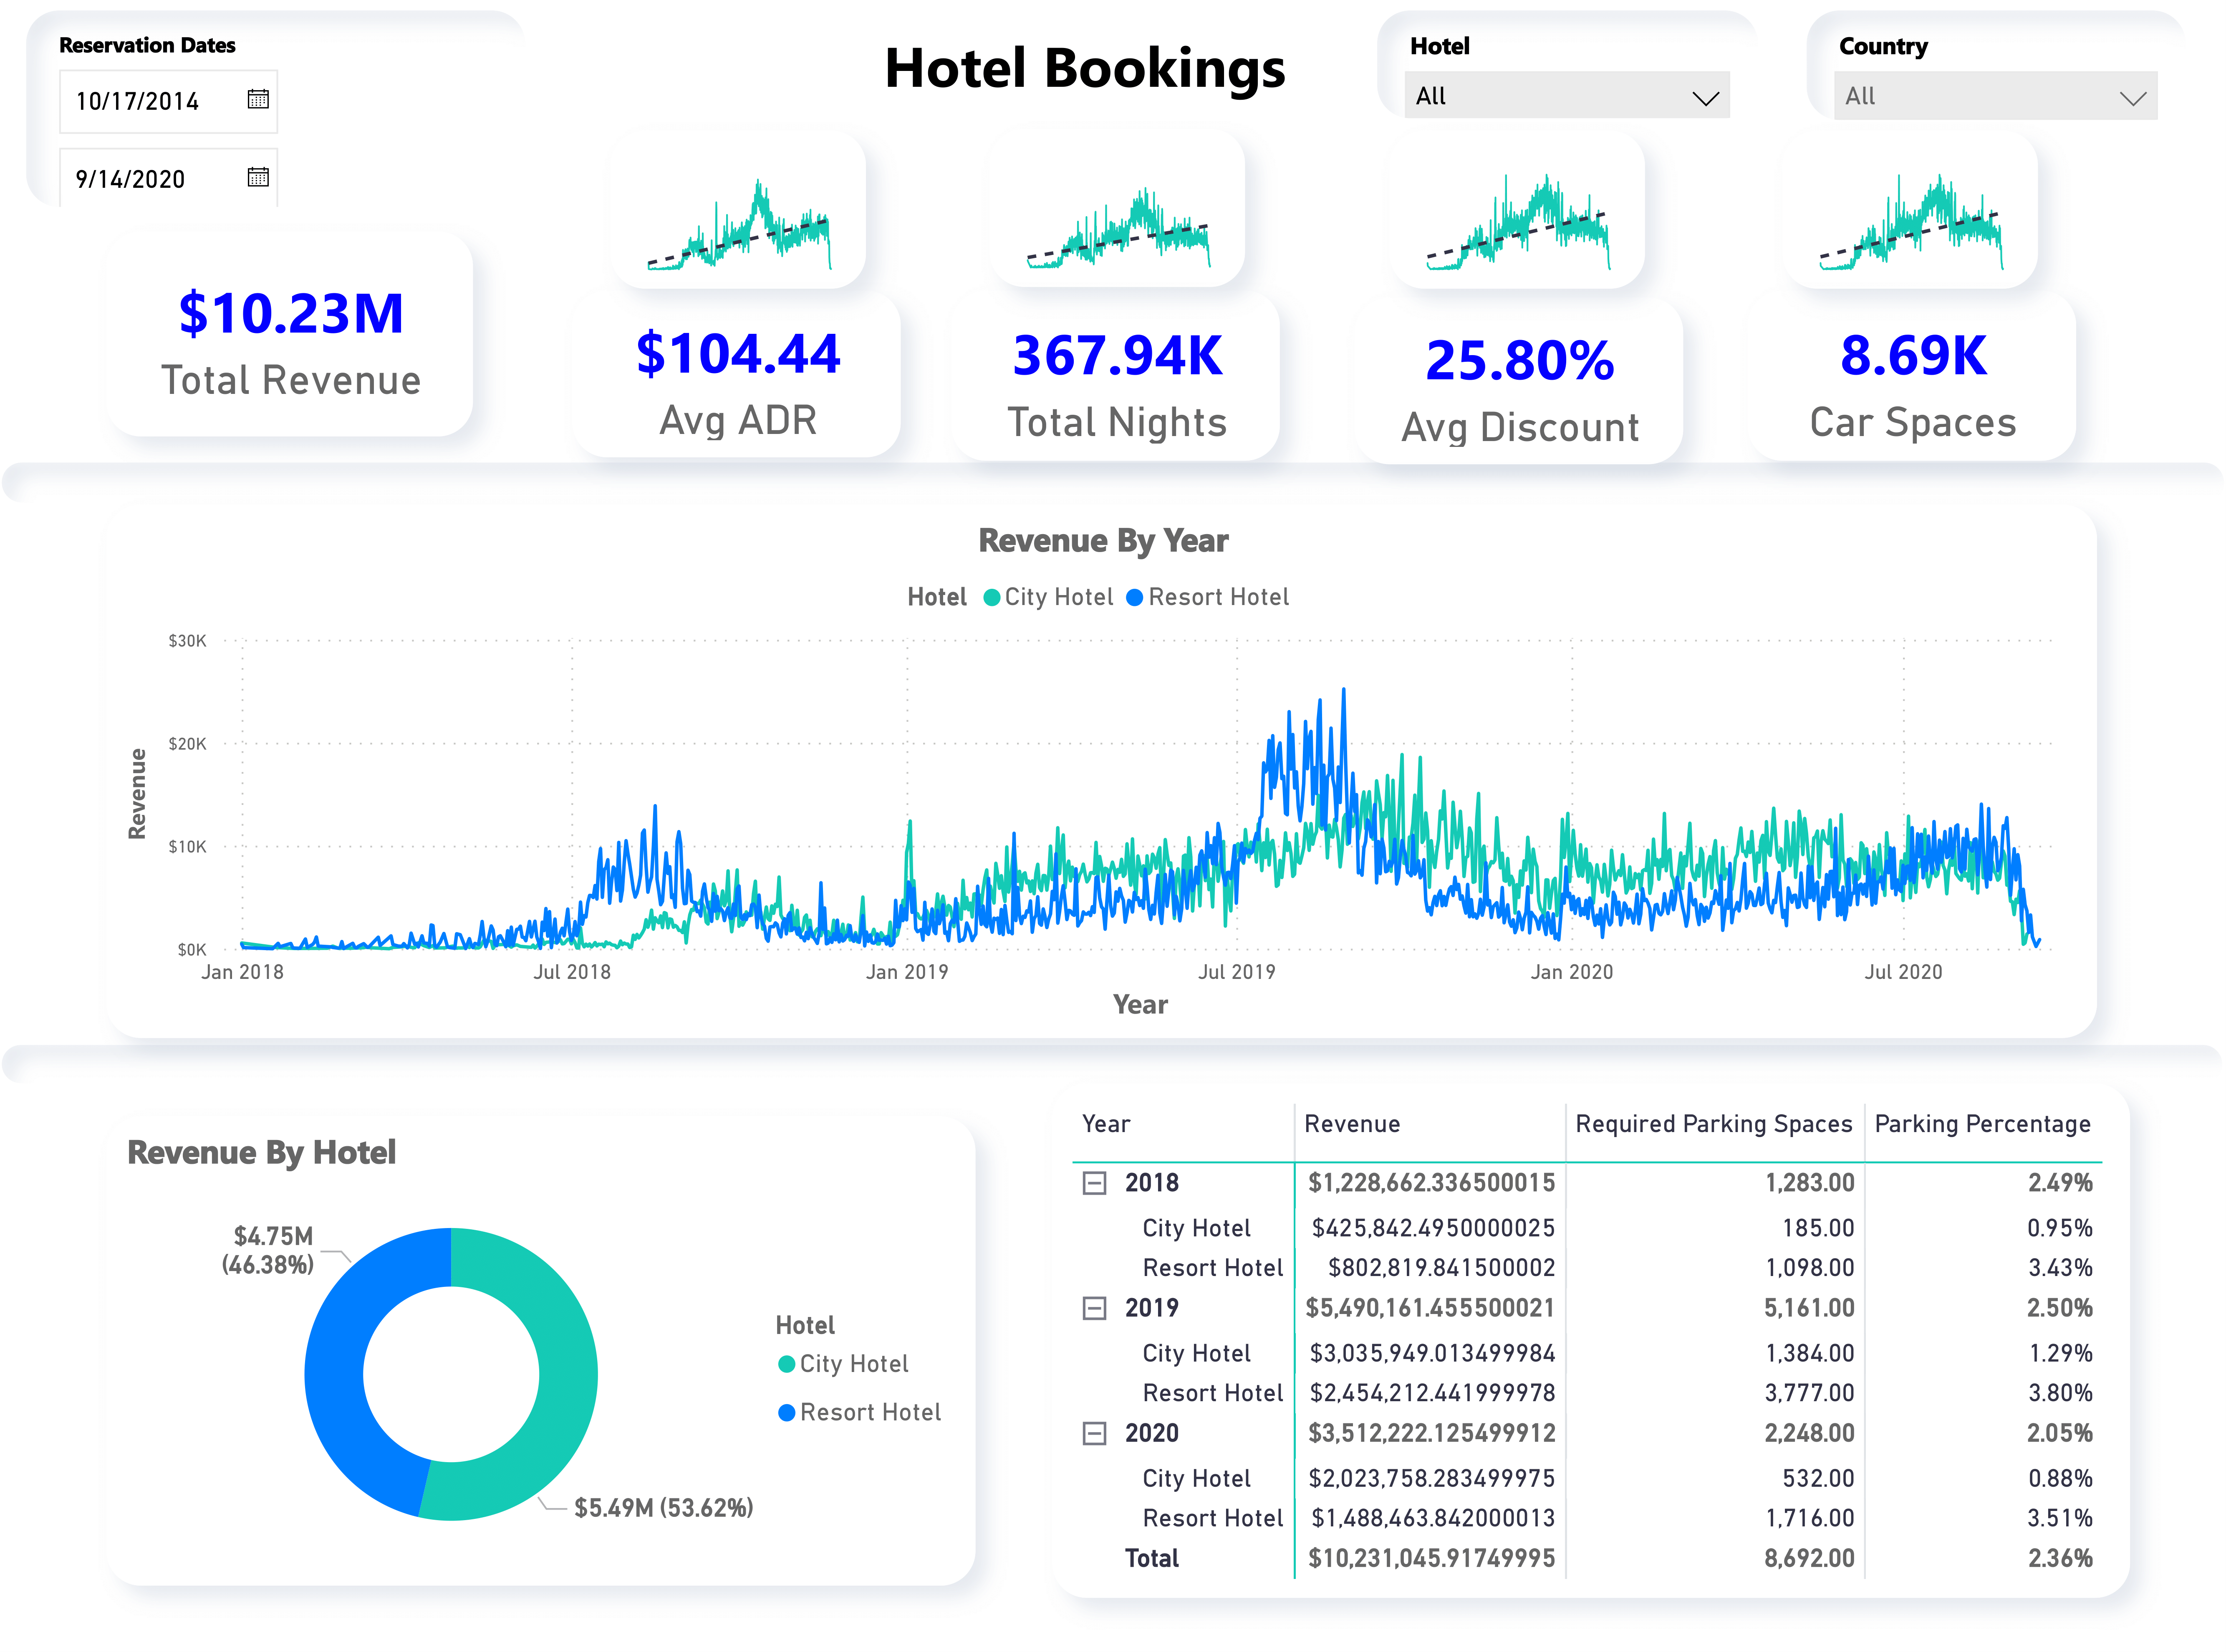 Reservation Dates
10/17/2014
9/14/2020
Hotel Bookings
Hotel
All
Country
All
$10.23M
Total Revenue
$104.44
Avg ADR
367.94K
Total Nights
25.80%
Avg Discount
8.69K
Car Spaces
Revenue By Year
Hotel City Hotel Resort Hotel
$30K
$20K
$10K
$0K
Revenue
Jan 2018 Jul 2018 Jan 2019 Jul 2019 Jan 2020 Jul 2020
Year
Revenue By Hotel
$4.75M
(46.38%)
$5.49M (53.62%)
Hotel
City Hotel
Resort Hotel
Year Revenue Required Parking Spaces Parking Percentage
2018 $1,228,662.336500015 1,283.00 2.49%
City Hotel $425,842.4950000025 185.00 0.95%
Resort Hotel $802,819.841500002 1,098.00 3.43%
2019 $5,490,161.455500021 5,161.00 2.50%
City Hotel $3,035,949.013499984 1,384.00 1.29%
Resort Hotel $2,454,212.441999978 3,777.00 3.80%
2020 $3,512,222.125499912 2,248.00 2.05%
City Hotel $2,023,758.283499975 532.00 0.88%
Resort Hotel $1,488,463.842000013 1,716.00 3.51%
Total $10,231,045.91749995 8,692.00 2.36%